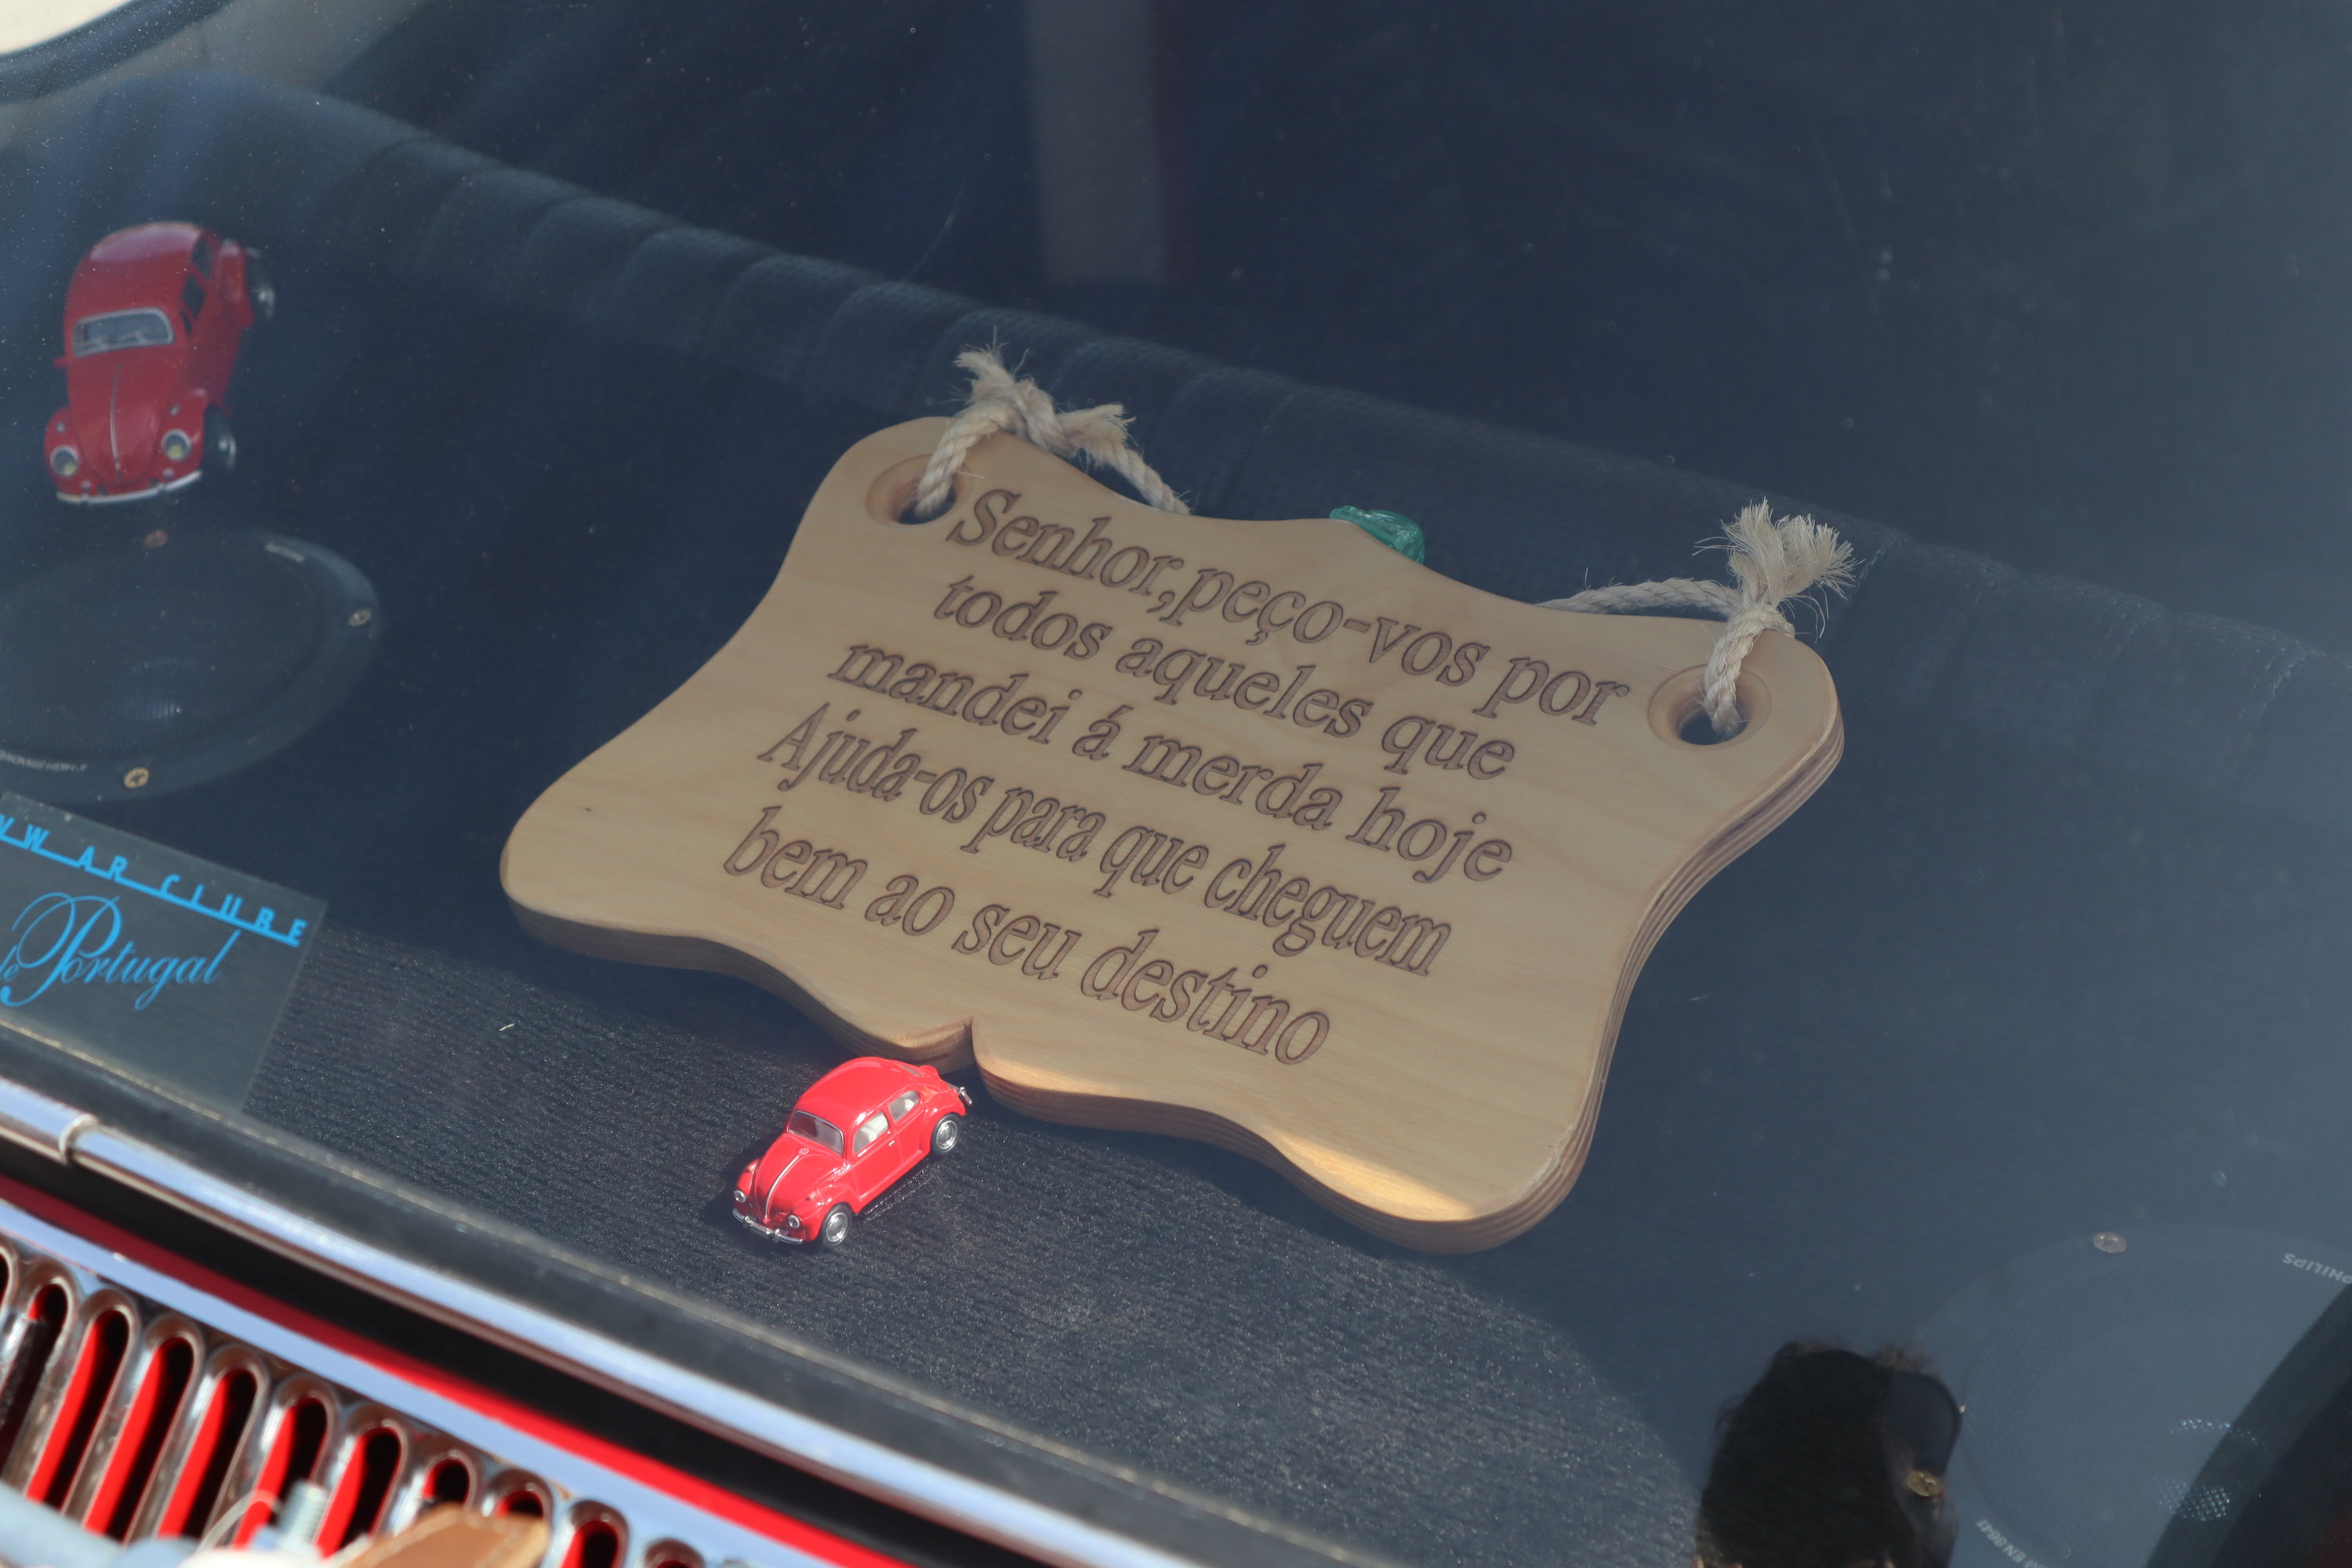 Senhor,peço-vos por
todos aqueles que
mandei á merda hoje
Ajuda-os para que cheguem
bem ao seu destino
VW AR CLUBE
de Portugal
PHILIPS